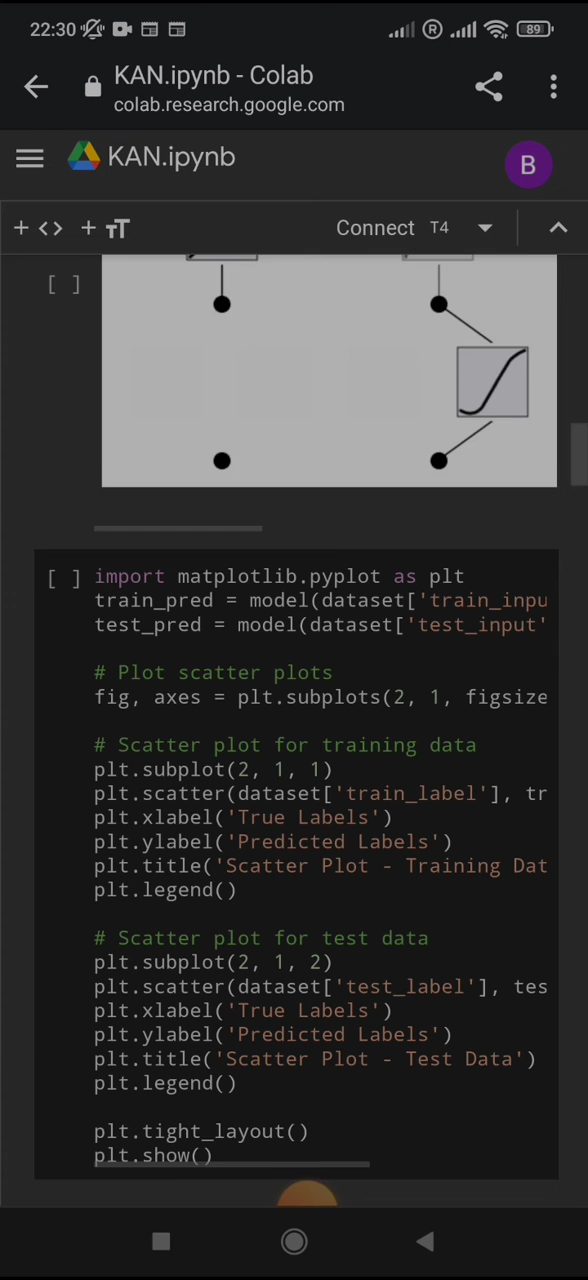 22:30 R 89
KAN.ipynb - Colab
colab.research.google.com
KAN.ipynb B
+ <> + TT Connect T4
[ ]
[ ] import matplotlib.pyplot as plt
train_pred = model(dataset['train_inpu
test_pred = model(dataset['test_input'
# Plot scatter plots
fig, axes = plt.subplots(2, 1, figsize
# Scatter plot for training data
plt.subplot(2, 1, 1)
plt.scatter(dataset['train_label'], tr
plt.xlabel('True Labels')
plt.ylabel('Predicted Labels')
plt.title('Scatter Plot - Training Dat
plt.legend()
# Scatter plot for test data
plt.subplot(2, 1, 2)
plt.scatter(dataset['test_label'], tes
plt.xlabel('True Labels')
plt.ylabel('Predicted Labels')
plt.title('Scatter Plot - Test Data')
plt.legend()
plt.tight_layout()
plt.show()